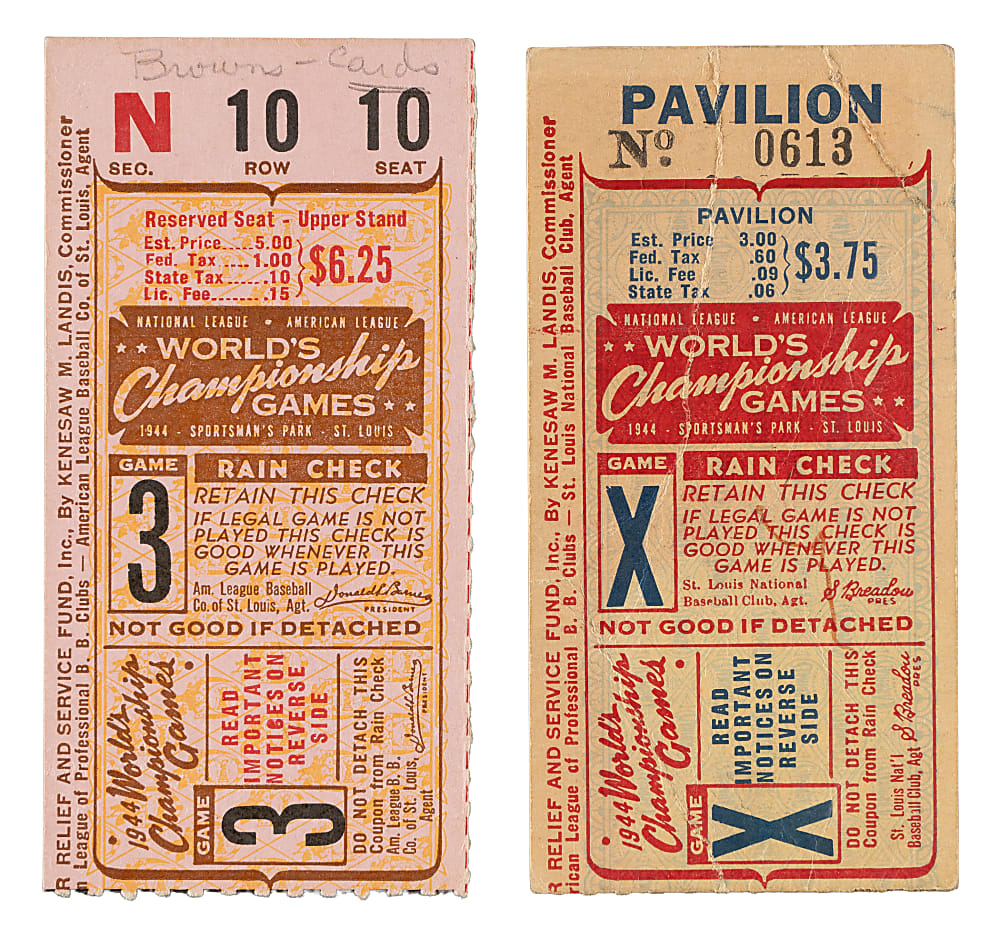 Browns - Cards
N 10 10
SEC. ROW SEAT
Reserved Seat - Upper Stand
Est. Price.....5.00
Fed. Tax ....1.00
State Tax.......10
Lic. Fee.........15
$6.25
NATIONAL LEAGUE • AMERICAN LEAGUE
★ ★ WORLD'S
Championship
GAMES ★ ★
1944 - SPORTSMAN'S PARK - ST. LOUIS
GAME
3
RAIN CHECK
RETAIN THIS CHECK
IF LEGAL GAME IS NOT
PLAYED THIS CHECK IS
GOOD WHENEVER THIS
GAME IS PLAYED.
Am. League Baseball
Co. of St. Louis, Agt.
Donald L Barnes
PRESIDENT
NOT GOOD IF DETACHED
1944 World's
Championship
Games
READ
IMPORTANT
NOTICES ON
REVERSE
SIDE
GAME
3
DO NOT DETACH THIS
Coupon from Rain Check
Am. League B.B.
Co. of St. Louis,
Agent
Donald L Barnes
PRESIDENT
R RELIEF AND SERVICE FUND, Inc., By KENESAW M. LANDIS, Commissioner
n League of Professional B. B. Clubs — American League Baseball Co. of St. Louis, Agent
PAVILION
No. 0613
PAVILION
Est. Price 3.00
Fed. Tax .60
Lic. Fee .09
State Tax .06
$3.75
NATIONAL LEAGUE • AMERICAN LEAGUE
★ ★ WORLD'S
Championship
GAMES ★ ★
1944 - SPORTSMAN'S PARK - ST. LOUIS
GAME
X
RAIN CHECK
RETAIN THIS CHECK
IF LEGAL GAME IS NOT
PLAYED THIS CHECK IS
GOOD WHENEVER THIS
GAME IS PLAYED.
St. Louis National
Baseball Club, Agt.
S Breadon
PRES
NOT GOOD IF DETACHED
1944 World's
Championship
Games
READ
IMPORTANT
NOTICES ON
REVERSE
SIDE
GAME
X
DO NOT DETACH THIS
Coupon from Rain Check
St. Louis Nat'l
Baseball Club, Agt
S Breadon
PRES
R RELIEF AND SERVICE FUND, Inc., By KENESAW M. LANDIS, Commissioner
rican League of Professional B. B. Clubs — St. Louis National Baseball Club, Agent